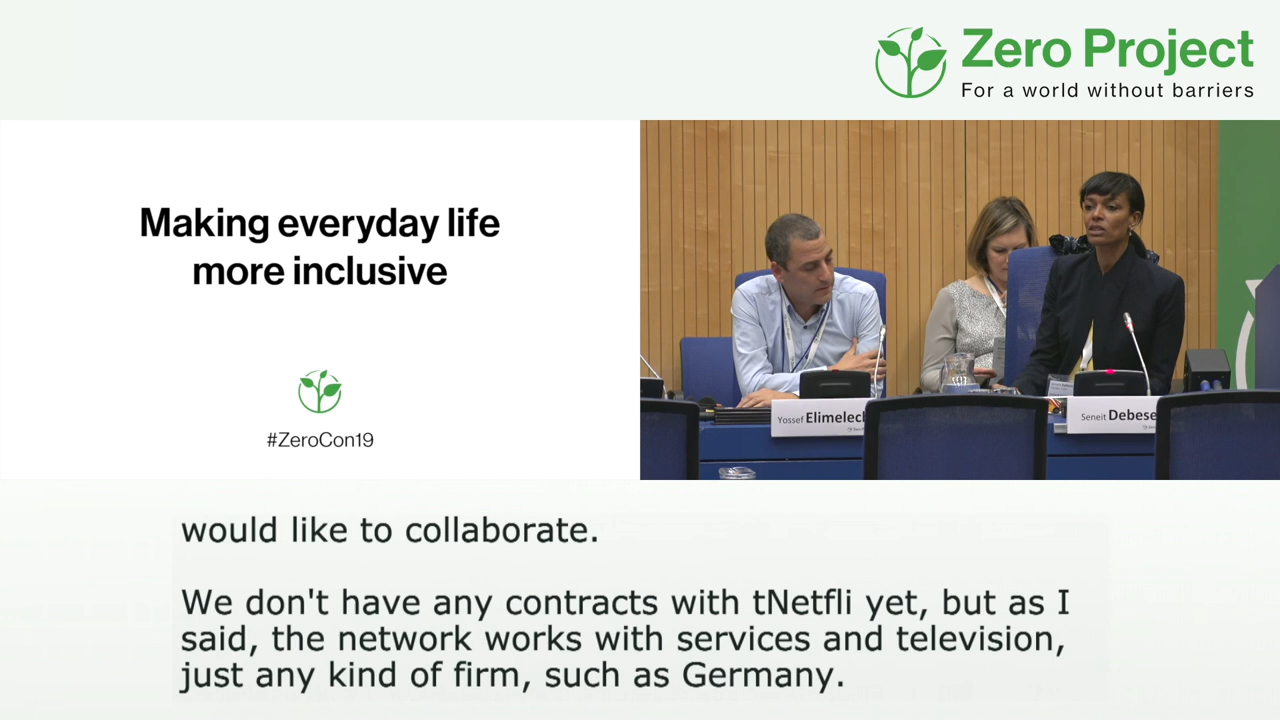 Zero Project
For a world without barriers
Making everyday life
more inclusive
#ZeroCon19
Yossef Elimelecl
Seneit Debese
would like to collaborate.
We don't have any contracts with tNetfli yet, but as I
said, the network works with services and television,
just any kind of firm, such as Germany.